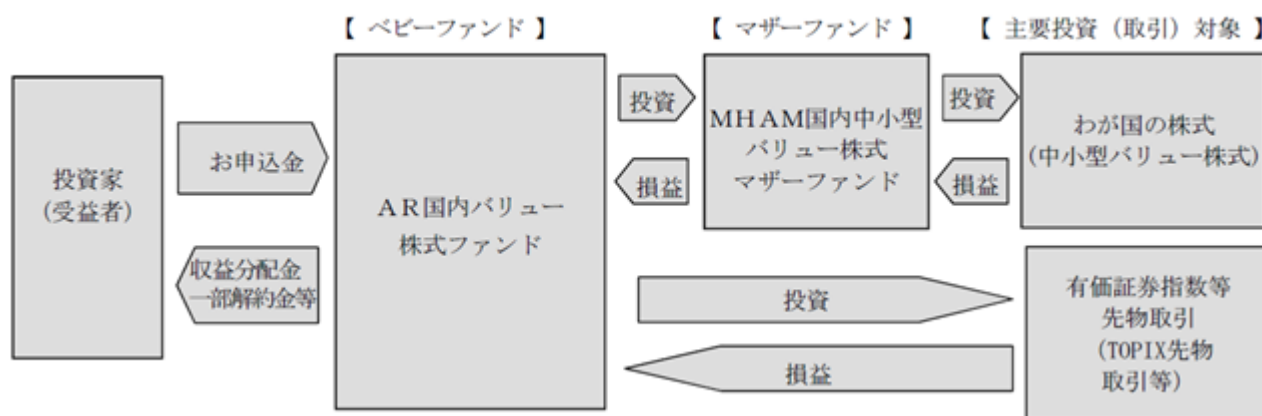 【 ベビーファンド 】
【 マザーファンド 】
【 主要投資（取引）対象 】
投資家
(受益者)
お申込金
収益分配金
一部解約金等
ＡＲ国内バリュー
株式ファンド
投資
損益
ＭＨＡＭ国内中小型
バリュー株式
マザーファンド
投資
損益
わが国の株式
(中小型バリュー株式)
投資
損益
有価証券指数等
先物取引
(TOPIX先物
取引等)